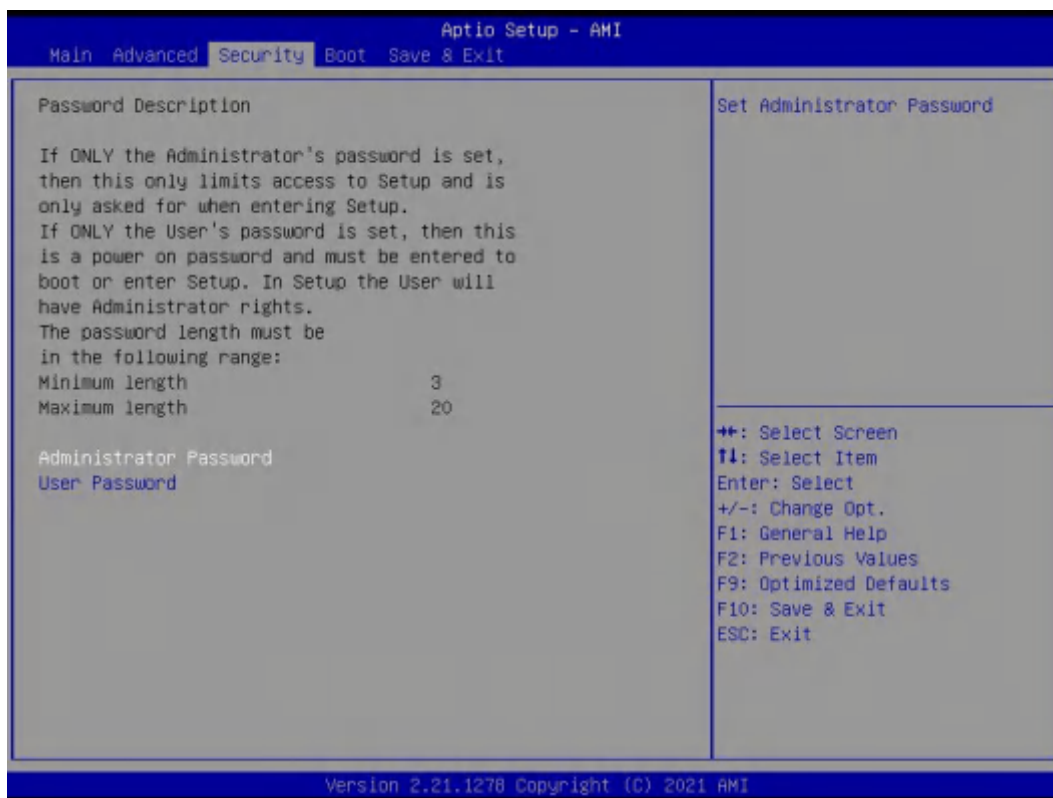 Aptio Setup - AMI
Main Advanced Security Boot Save & Exit
Password Description
If ONLY the Administrator's password is set,
then this only limits access to Setup and is
only asked for when entering Setup.
If ONLY the User's password is set, then this
is a power on password and must be entered to
boot or enter Setup. In Setup the User will
have Administrator rights.
The password length must be
in the following range:
Minimum length 3
Maximum length 20
Administrator Password
User Password
Set Administrator Password
→←: Select Screen
↑↓: Select Item
Enter: Select
+/-: Change Opt.
F1: General Help
F2: Previous Values
F9: Optimized Defaults
F10: Save & Exit
ESC: Exit
Version 2.21.1278 Copyright (C) 2021 AMI